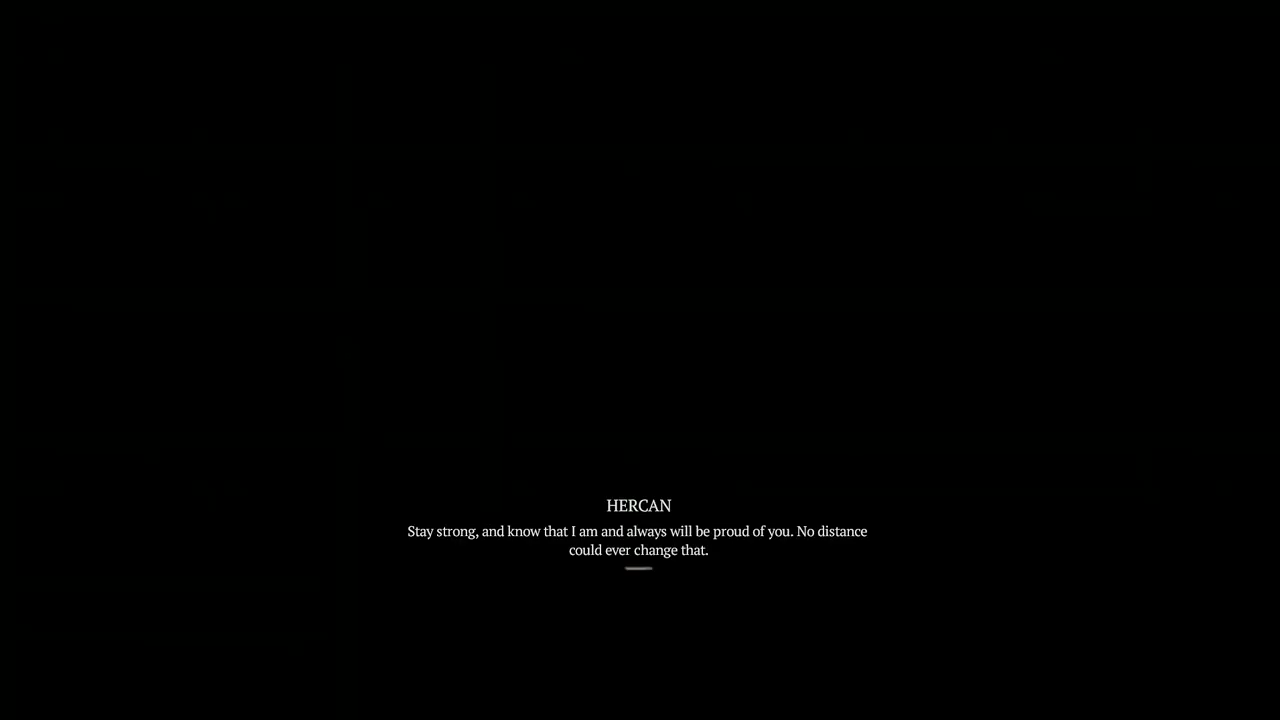 HERCAN
Stay strong, and know that I am and always will be proud of you. No distance
could ever change that.